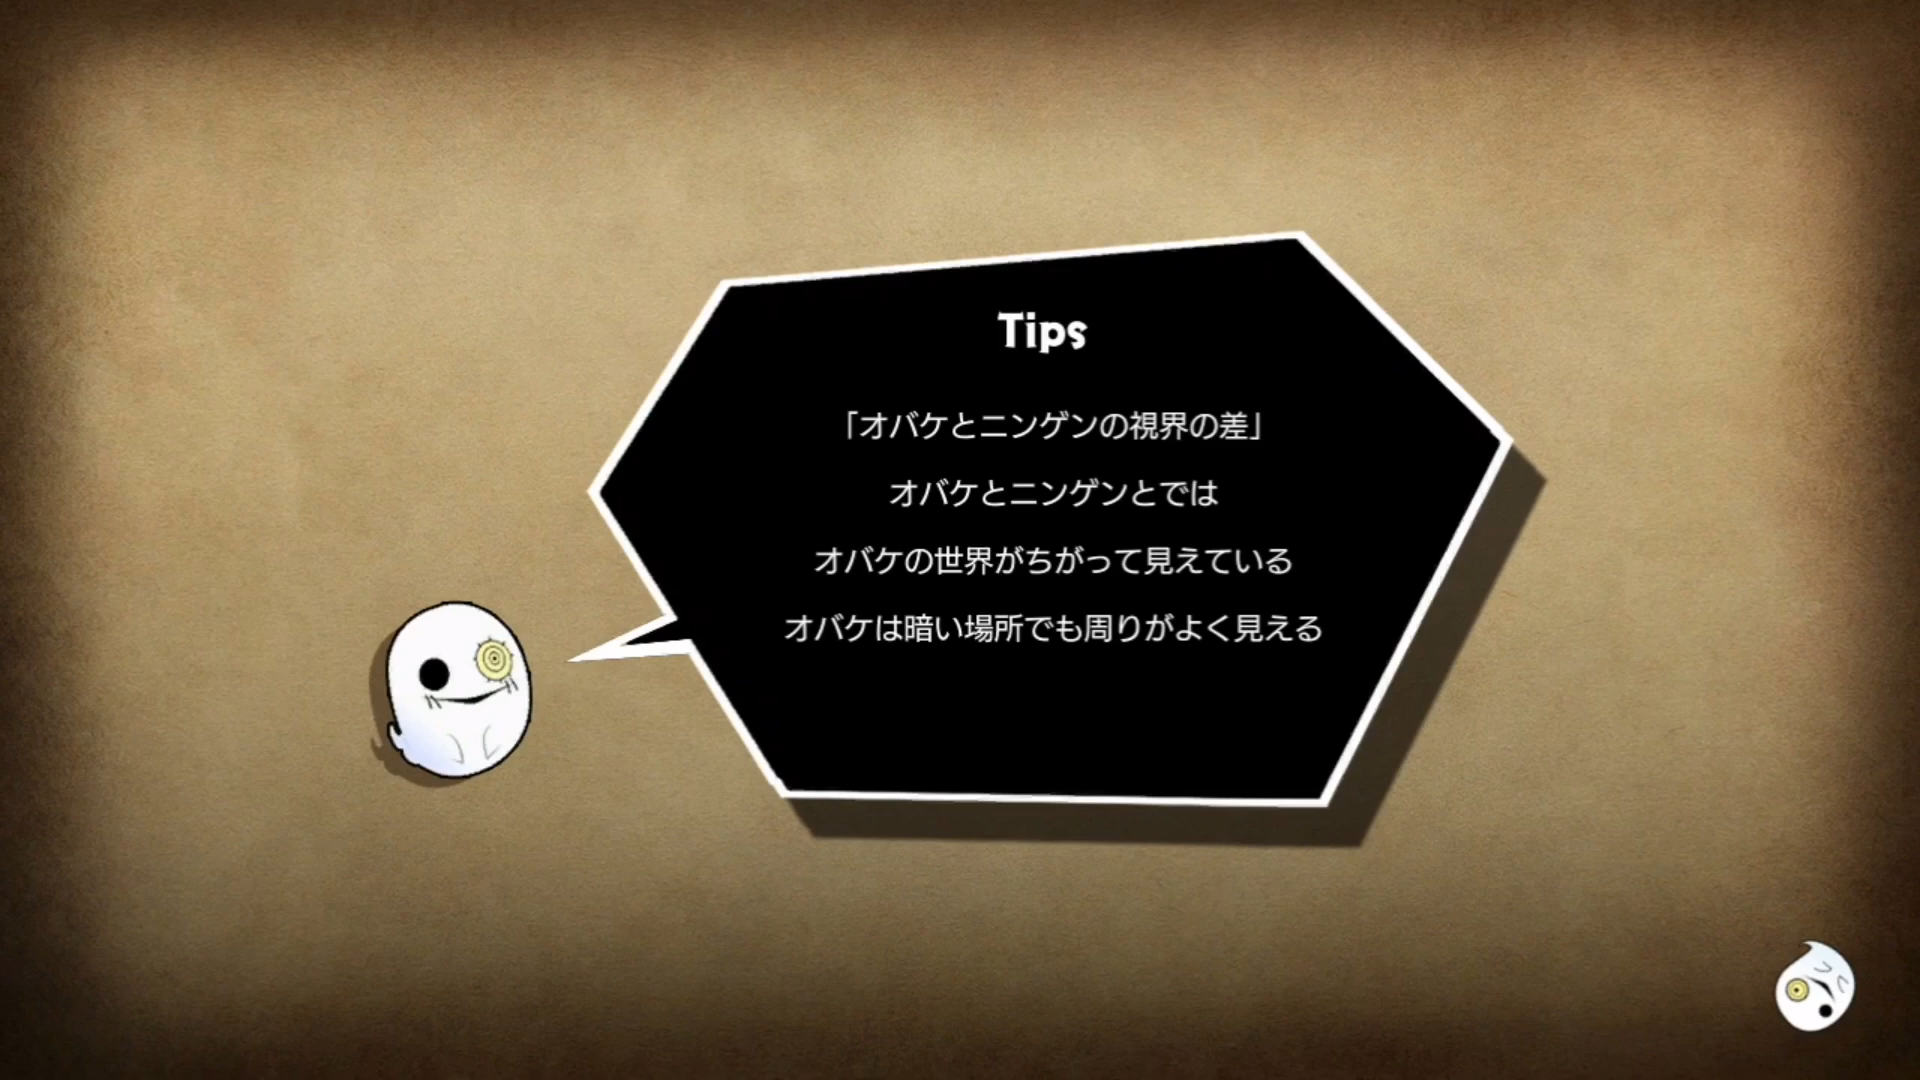 Tips
「オバケとニンゲンの視界の差」
オバケとニンゲンとでは
オバケの世界がちがって見えている
オバケは暗い場所でも周りがよく見える